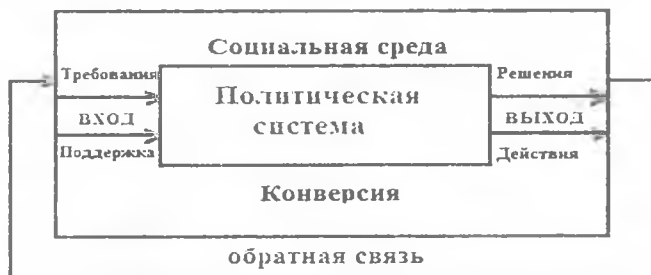 Социальная среда
Требования
Решения
Политическая
система
ВХОД
ВЫХОД
Поддержка
Действия
Конверсия
обратная связь